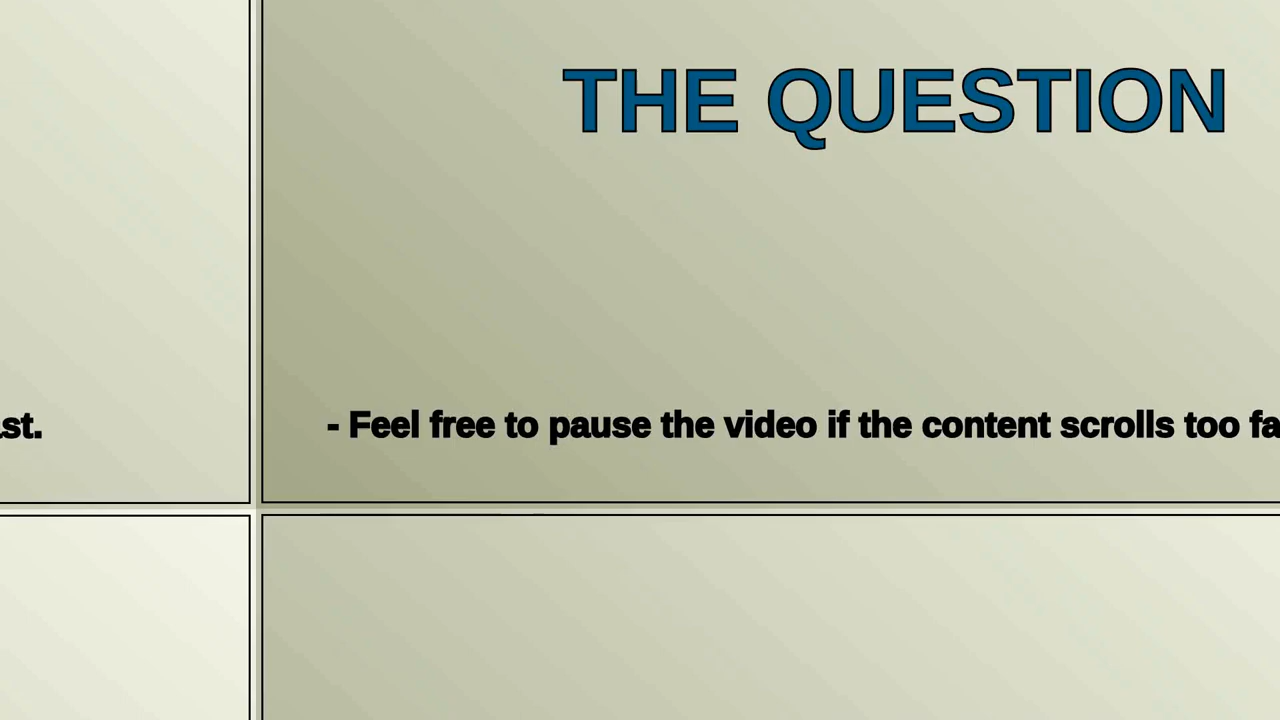 THE QUESTION
st. - Feel free to pause the video if the content scrolls too fa